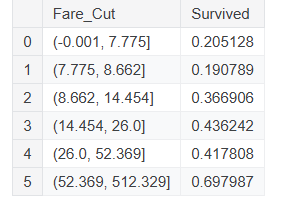 Fare_Cut Survived
0 (-0.001, 7.775] 0.205128
1 (7.775, 8.662] 0.190789
2 (8.662, 14.454] 0.366906
3 (14.454, 26.0] 0.436242
4 (26.0, 52.369] 0.417808
5 (52.369, 512.329] 0.697987